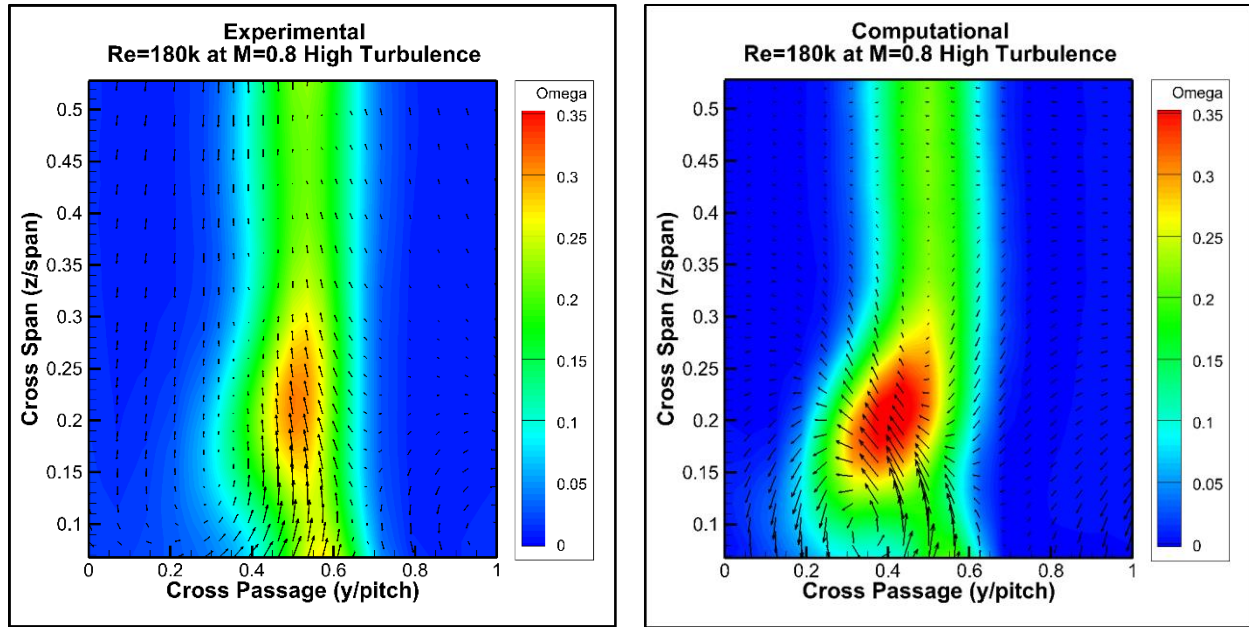 Experimental
Re=180k at M=0.8 High Turbulence
Omega
0.35
0.3
0.25
0.2
0.15
0.1
0.05
0
Cross Span (z/span)
0.5
0.45
0.4
0.35
0.3
0.25
0.2
0.15
0.1
0 0.2 0.4 0.6 0.8 1
Cross Passage (y/pitch)
Computational
Re=180k at M=0.8 High Turbulence
Omega
0.35
0.3
0.25
0.2
0.15
0.1
0.05
0
Cross Span (z/span)
0.5
0.45
0.4
0.35
0.3
0.25
0.2
0.15
0.1
0 0.2 0.4 0.6 0.8 1
Cross Passage (y/pitch)